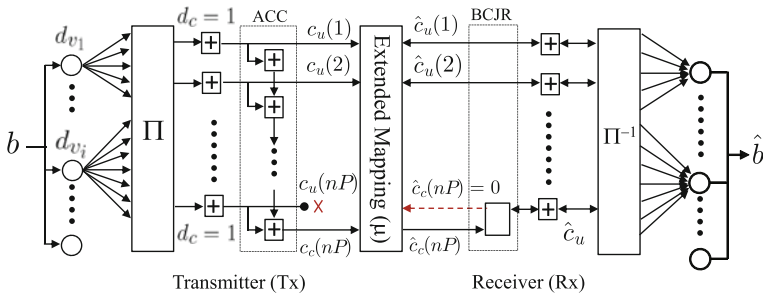 d_{v_1}
d_c = 1
ACC
c_u(1)
ĉ_u(1)
BCJR
+
+
+
c_u(2)
ĉ_u(2)
+
+
+
b
d_{v_i}
Π
Extended Mapping (μ)
Π^{-1}
b̂
c_u(nP)
ĉ_c(nP) = 0
+
X
+
d_c = 1
+
c_c(nP)
ĉ_c(nP)
ĉ_u
Transmitter (Tx)
Receiver (Rx)